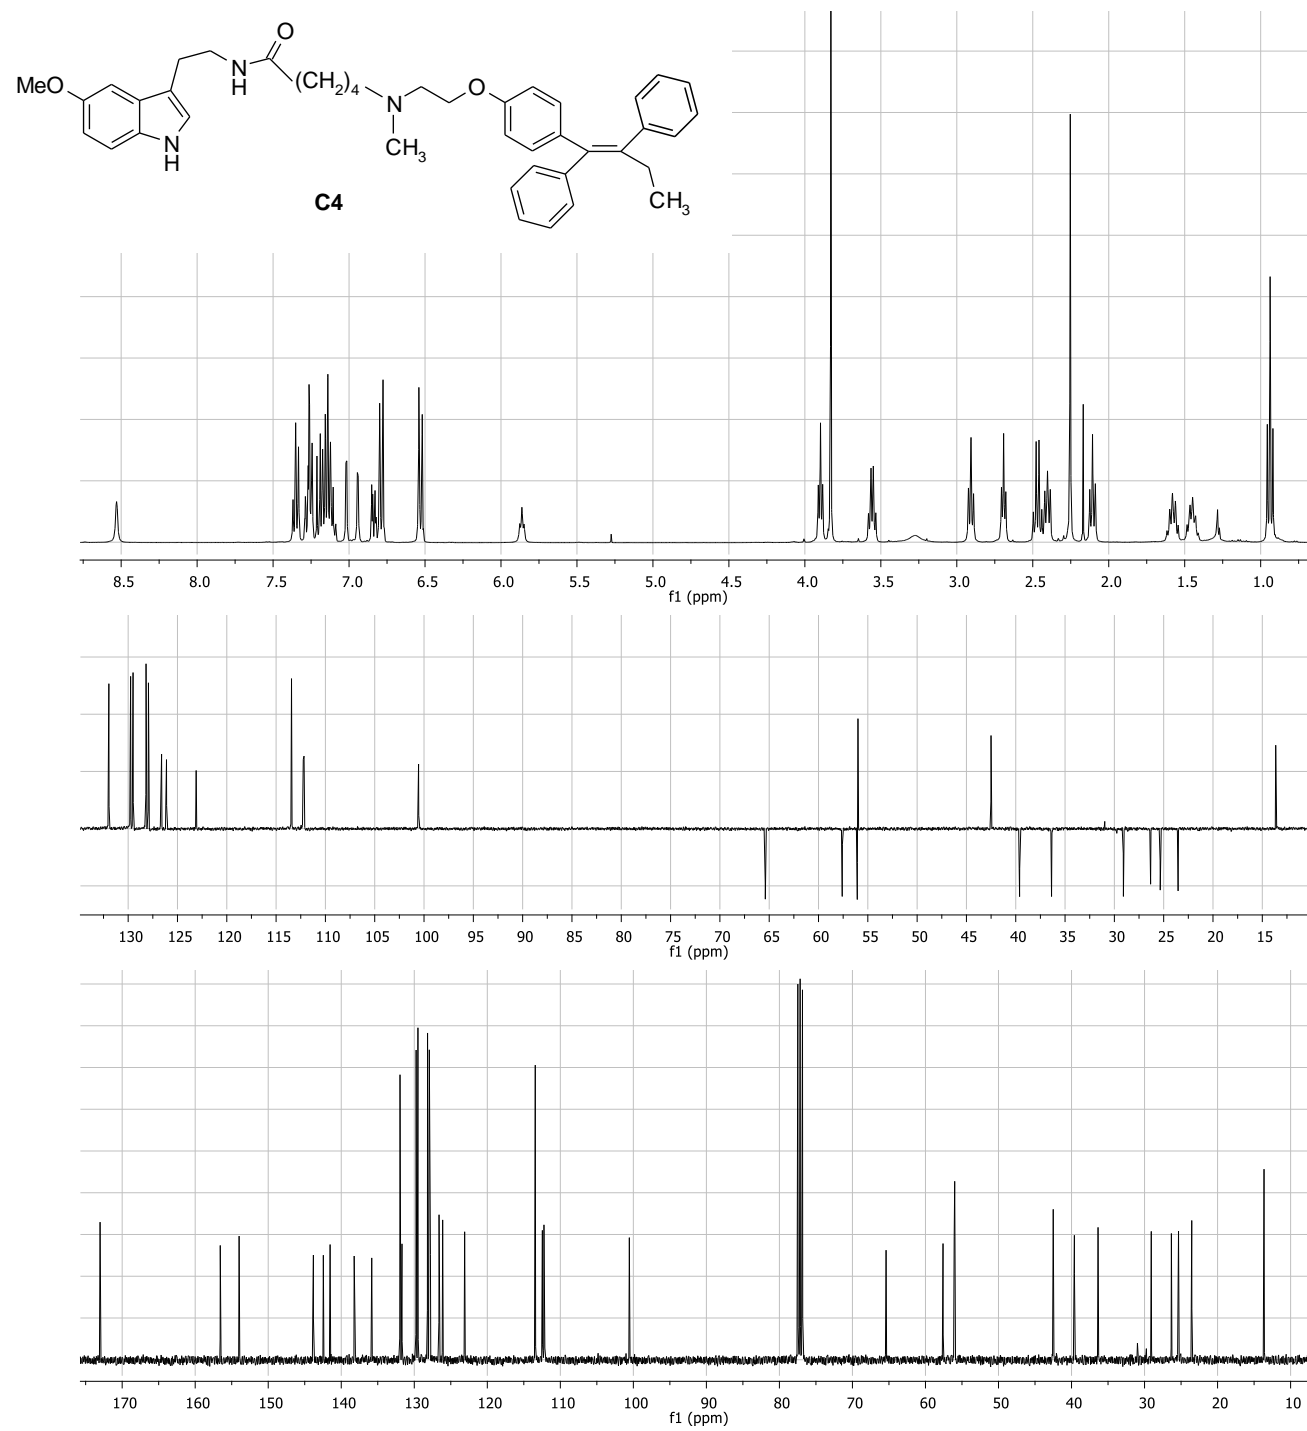 O
MeO
N
H
(CH2)4
N
O
CH3
N
H
CH3
C4
8.5 8.0 7.5 7.0 6.5 6.0 5.5 5.0 4.5 4.0 3.5 3.0 2.5 2.0 1.5 1.0
f1 (ppm)
130 125 120 115 110 105 100 95 90 85 80 75 70 65 60 55 50 45 40 35 30 25 20 15
f1 (ppm)
170 160 150 140 130 120 110 100 90 80 70 60 50 40 30 20 10
f1 (ppm)